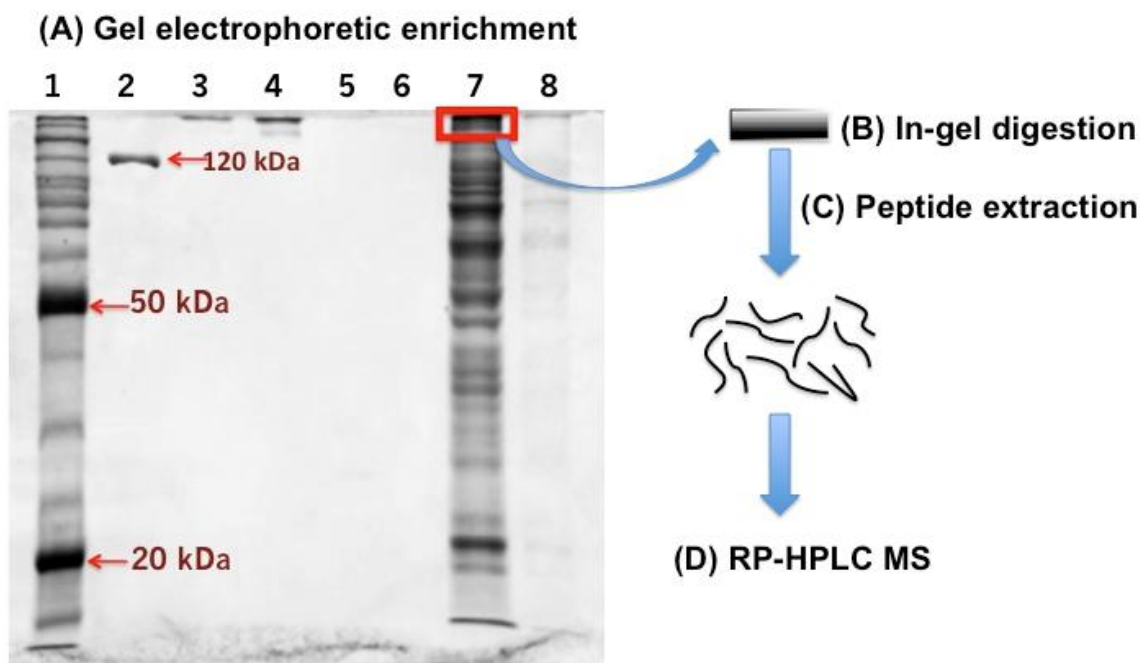 (A) Gel electrophoretic enrichment
1 2 3 4 5 6 7 8
120 kDa
50 kDa
20 kDa
(B) In-gel digestion
(C) Peptide extraction
(D) RP-HPLC MS